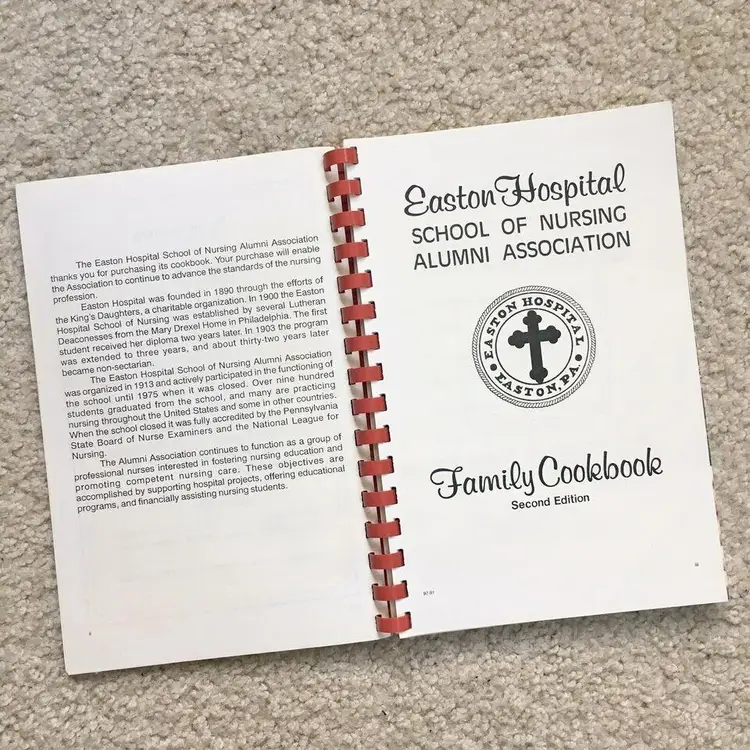 The Easton Hospital School of Nursing Alumni Association
thanks you for purchasing its cookbook. Your purchase will enable
the Association to continue to advance the standards of the nursing
profession.
Easton Hospital was founded in 1890 through the efforts of
the King's Daughters, a charitable organization. In 1900 the Easton
Hospital School of Nursing was established by several Lutheran
Deaconesses from the Mary Drexel Home in Philadelphia. The first
student received her diploma two years later. In 1903 the program
was extended to three years, and about thirty-two years later
became non-sectarian.
The Easton Hospital School of Nursing Alumni Association
was organized in 1913 and actively participated in the functioning of
the school until 1975 when it was closed. Over nine hundred
students graduated from the school, and many are practicing
nursing throughout the United States and some in other countries.
When the school closed it was fully accredited by the Pennsylvania
State Board of Nurse Examiners and the National League for
Nursing.
The Alumni Association continues to function as a group of
professional nurses interested in fostering nursing education and
promoting competent nursing care. These objectives are
accomplished by supporting hospital projects, offering educational
programs, and financially assisting nursing students.
Easton Hospital
SCHOOL OF NURSING
ALUMNI ASSOCIATION
EASTON HOSPITAL
EASTON, PA.
Family Cookbook
Second Edition